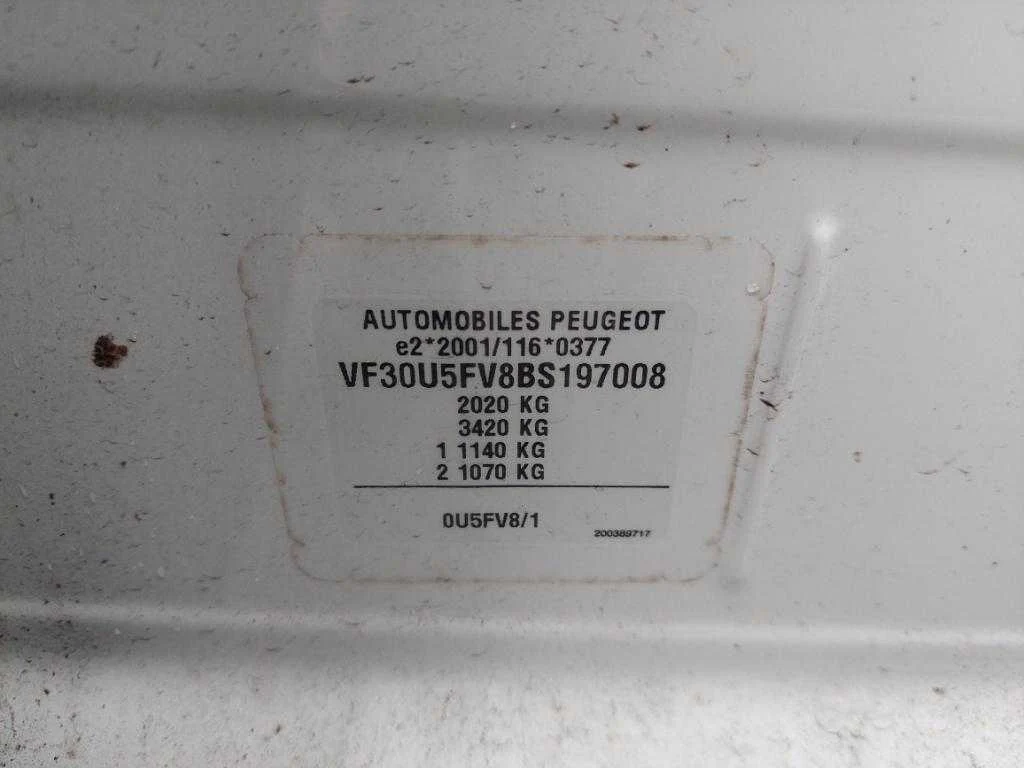 AUTOMOBILES PEUGEOT
e2*2001/116*0377
VF30U5FV8BS197008
2020 KG
3420 KG
1 1140 KG
2 1070 KG
0U5FV8/1
200389717